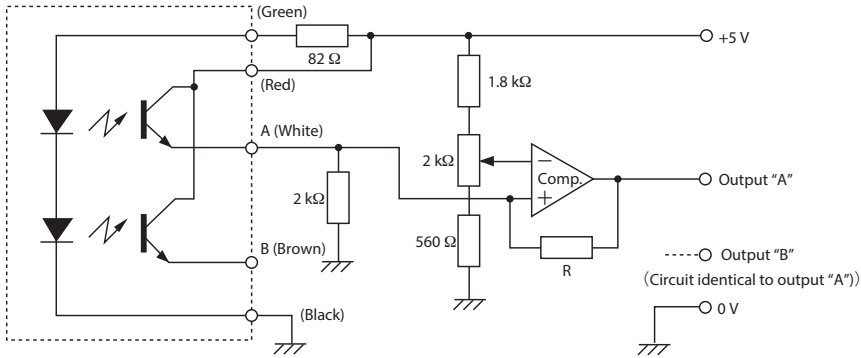 (Green)
82 Ω
+5 V
(Red)
1.8 kΩ
A (White)
2 kΩ
−
Comp.
+
Output “A”
2 kΩ
560 Ω
R
B (Brown)
Output “B”
(Circuit identical to output “A”))
(Black)
0 V